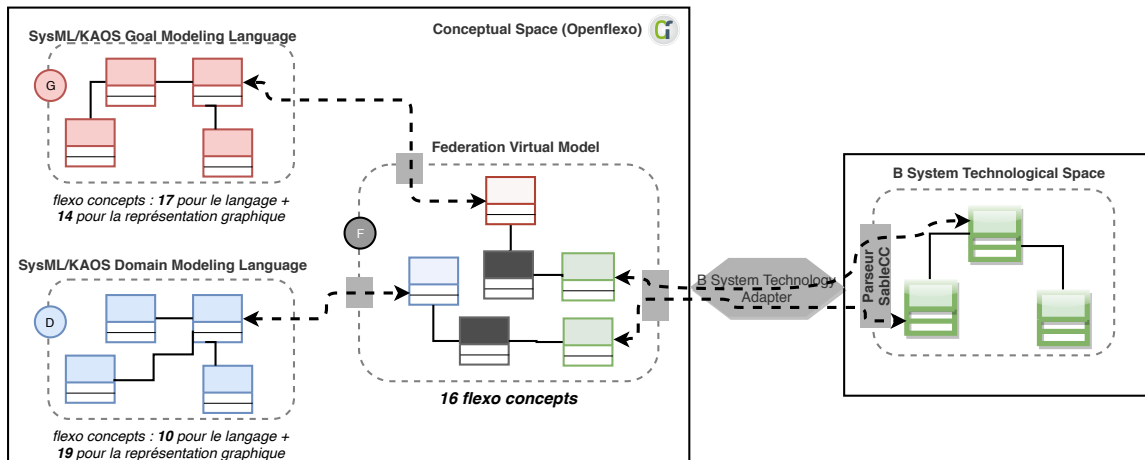 SysML/KAOS Goal Modeling Language
Conceptual Space (Openflexo)
G
flexo concepts : 17 pour le langage +
14 pour la représentation graphique
Federation Virtual Model
F
16 flexo concepts
SysML/KAOS Domain Modeling Language
D
flexo concepts : 10 pour le langage +
19 pour la représentation graphique
B System Technology
Adapter
B System Technological Space
Parseur
SableCC